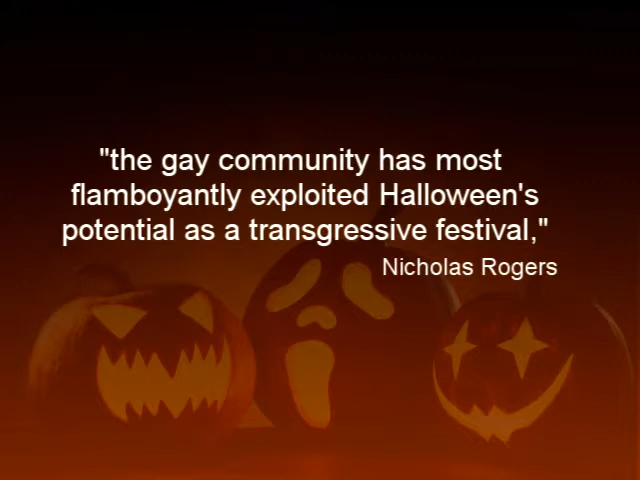 "the gay community has most
flamboyantly exploited Halloween's
potential as a transgressive festival,"
Nicholas Rogers